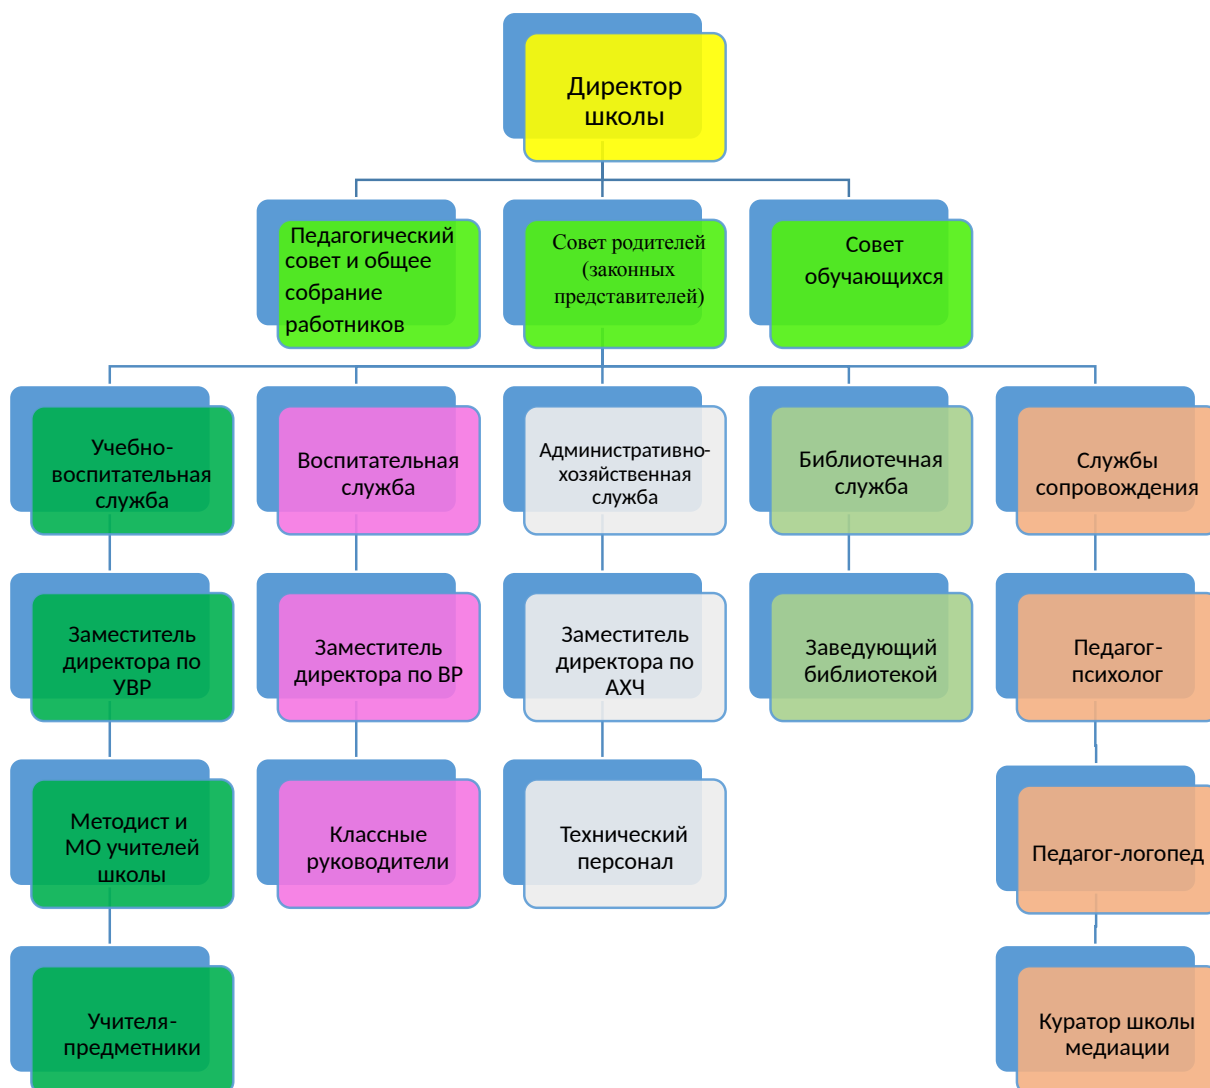 Директор
школы
Педагогический
совет и общее
собрание
работников
Совет родителей
(законных
представителей)
Совет
обучающихся
Учебно-
воспитательная
служба
Воспитательная
служба
Административно-
хозяйственная
служба
Библиотечная
служба
Службы
сопровождения
Заместитель
директора по
УВР
Заместитель
директора по ВР
Заместитель
директора по
АХЧ
Заведующий
библиотекой
Педагог-
психолог
Методист и
МО учителей
школы
Классные
руководители
Технический
персонал
Педагог-логопед
Учителя-
предметники
Куратор школы
медиации